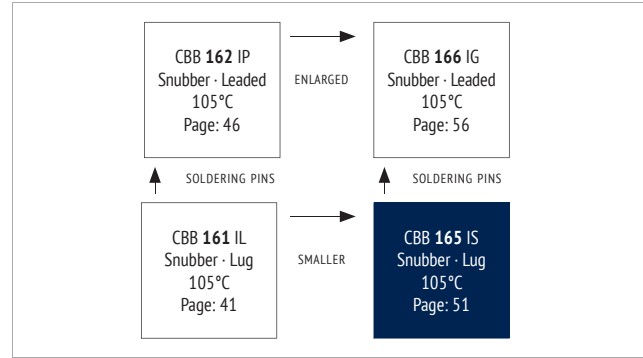 CBB 162 IP
Snubber · Leaded
105°C
Page: 46
ENLARGED
CBB 166 IG
Snubber · Leaded
105°C
Page: 56
SOLDERING PINS
SOLDERING PINS
CBB 161 IL
Snubber · Lug
105°C
Page: 41
SMALLER
CBB 165 IS
Snubber · Lug
105°C
Page: 51